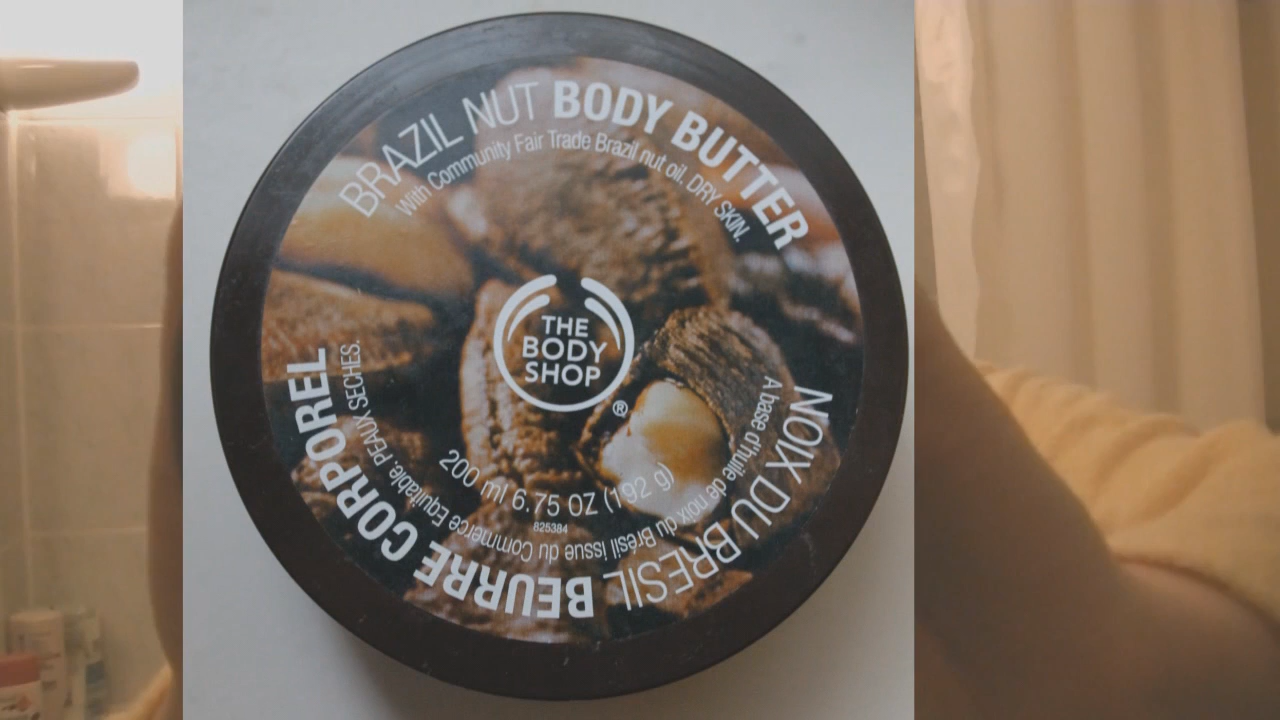 BRAZIL NUT BODY BUTTER
With Community Fair Trade Brazil nut oil. DRY SKIN.
THE
BODY
SHOP
®
200 ml 6.75 OZ (192 g)
825384
NOIX DU BRESIL BEURRE CORPOREL
A base d'huile de noix du Bresil issue du Commerce Equitable. PEAUX SECHES.